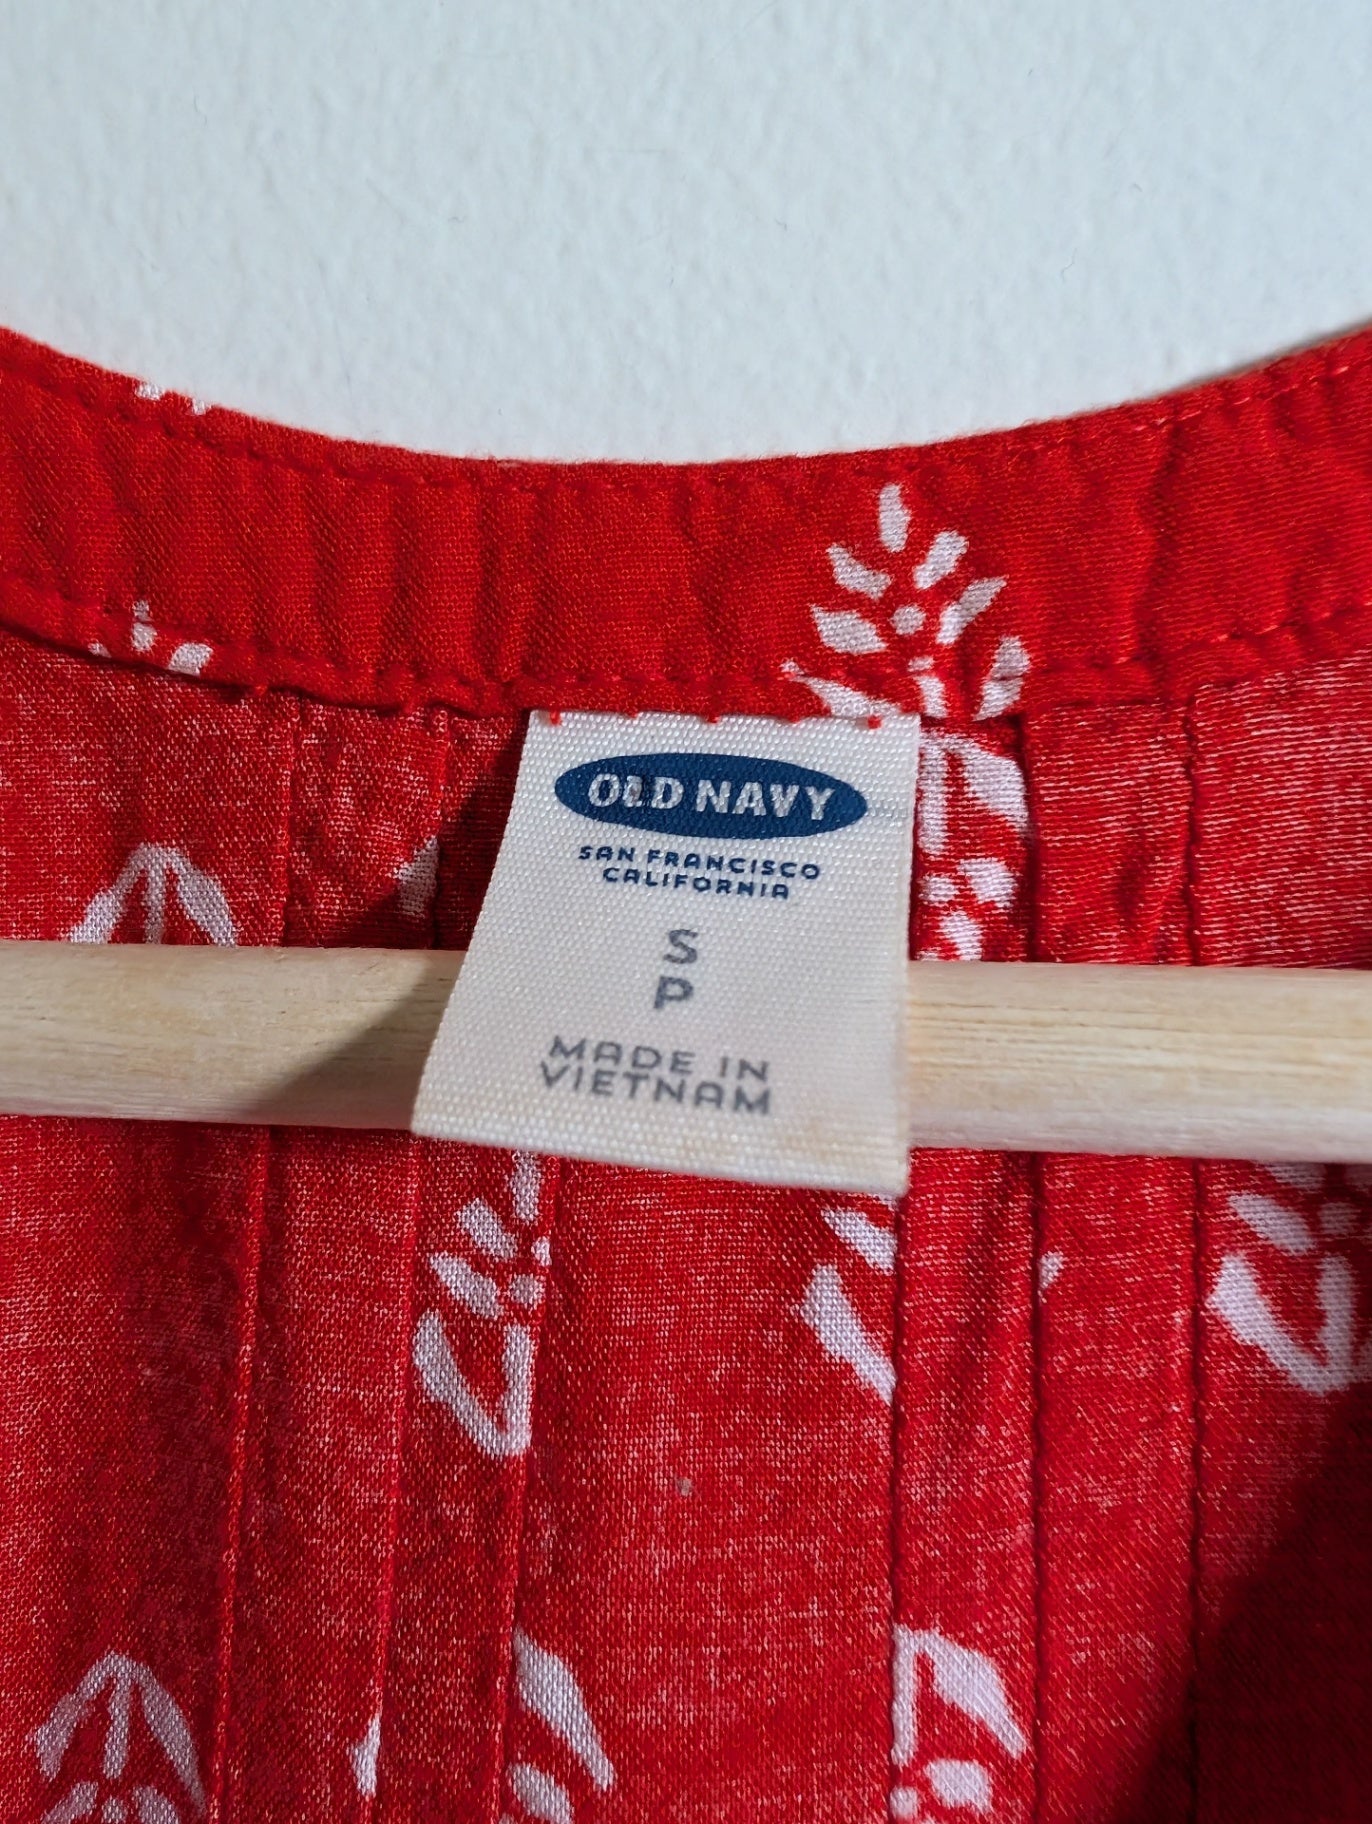 OLD NAVY
SAN FRANCISCO
CALIFORNIA
S
P
MADE IN
VIETNAM